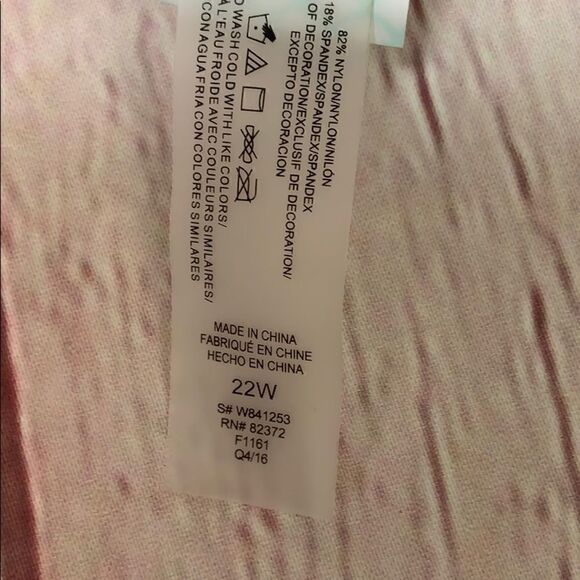 82% NYLON/NYLON/NILÓN
18% SPANDEX/SPANDEX/SPANDEX
OF DECORATION/EXCLUSIF DE DECORATION/
EXCEPTO DECORACION
WASH COLD WITH LIKE COLORS/
À L'EAU FROIDE AVEC COULEURS SIMILAIRES/
CON AGUA FRIA CON COLORES SIMILARES
MADE IN CHINA
FABRIQUÉ EN CHINE
HECHO EN CHINA
22W
S# W841253
RN# 82372
F1161
Q4/16